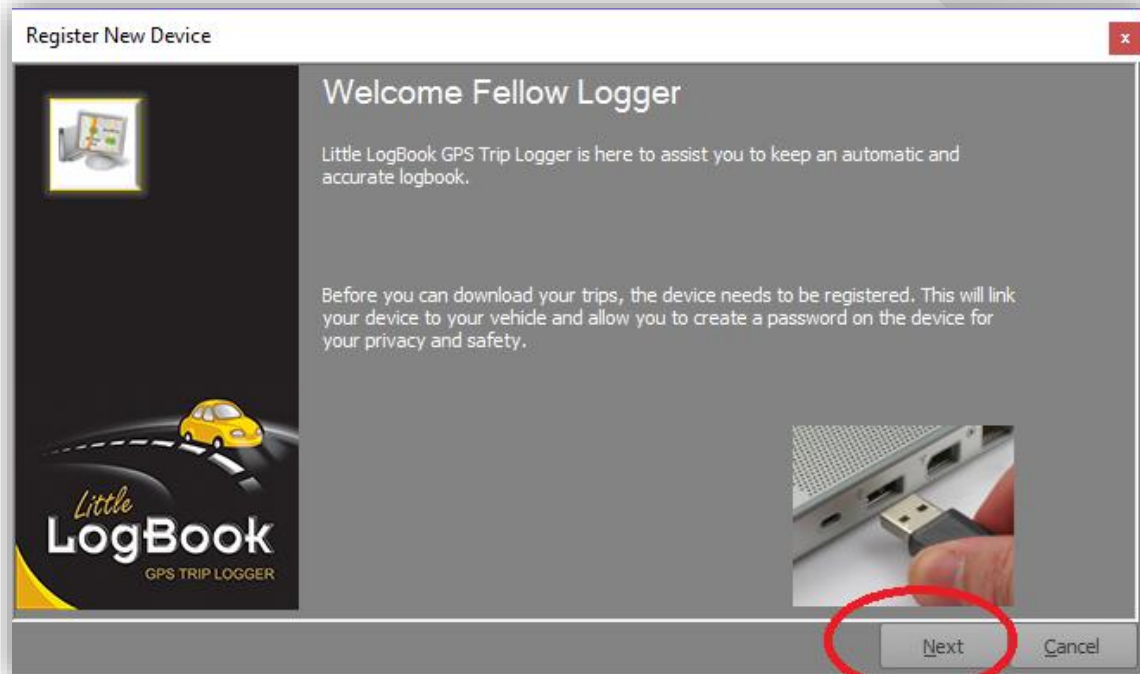 Register New Device
x
Welcome Fellow Logger
Little LogBook GPS Trip Logger is here to assist you to keep an automatic and
accurate logbook.
Before you can download your trips, the device needs to be registered. This will link
your device to your vehicle and allow you to create a password on the device for
your privacy and safety.
Little
LogBook
GPS TRIP LOGGER
Next
Cancel